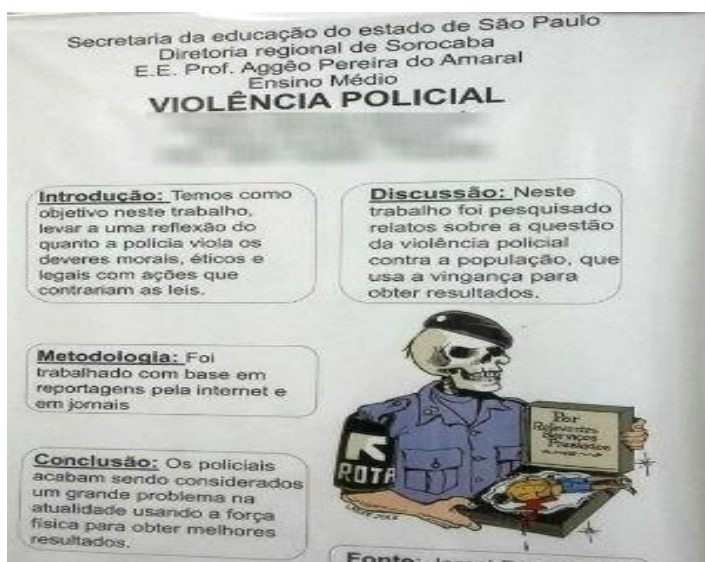 Secretaria da educação do estado de São Paulo
Diretoria regional de Sorocaba
E.E. Prof. Aggêo Pereira do Amaral
Ensino Médio
VIOLÊNCIA POLICIAL
Introdução: Temos como
objetivo neste trabalho,
levar a uma reflexão do
quanto a policia viola os
deveres morais, éticos e
legais com ações que
contrariam as leis.
Discussão: Neste
trabalho foi pesquisado
relatos sobre a questão
da violência policial
contra a população, que
usa a vingança para
obter resultados.
Metodologia: Foi
trabalhado com base em
reportagens pela internet e
em jornais
Por
Relevantes
Serviços
Prestados
ROTA
Conclusão: Os policiais
acabam sendo considerados
um grande problema na
atualidade usando a força
física para obter melhores
resultados.
Fonte: